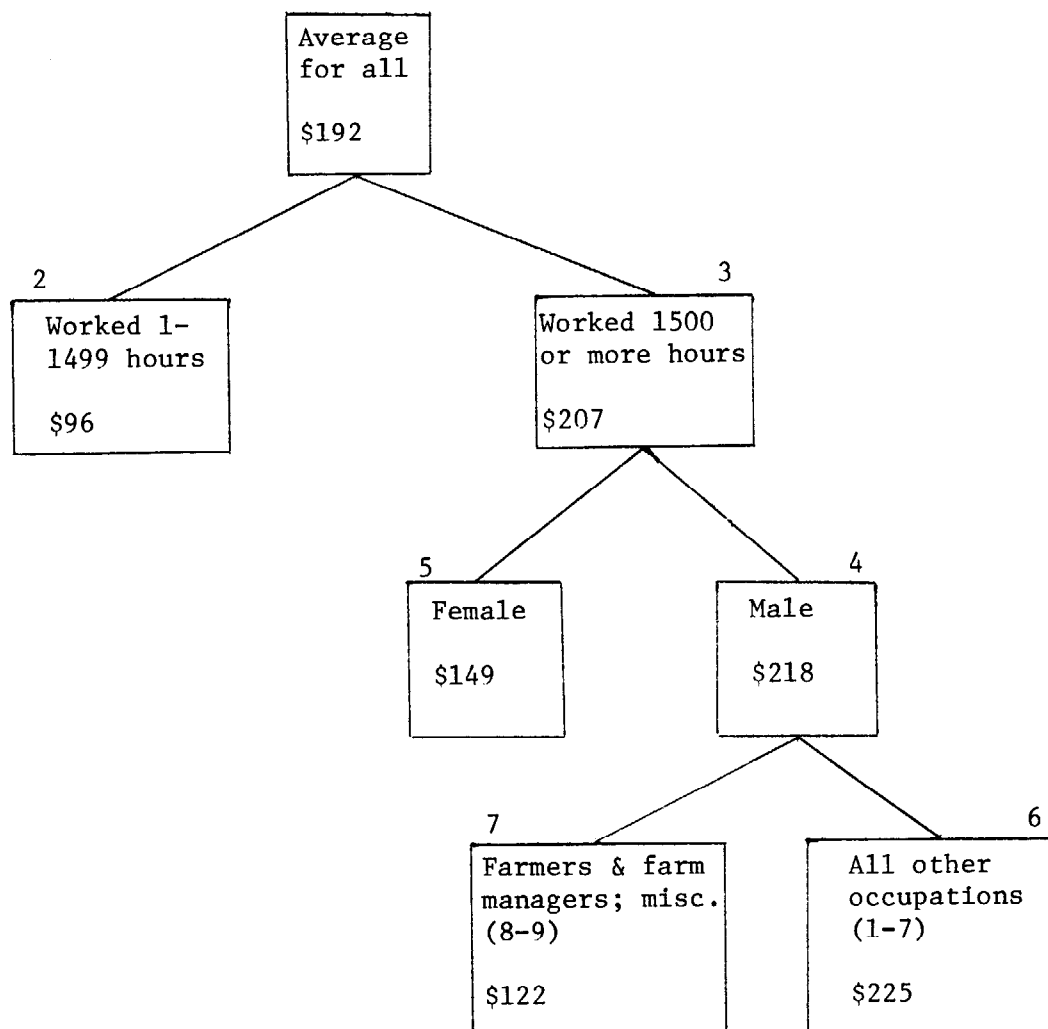 Average
for all
$192
2
Worked 1-
1499 hours
$96
3
Worked 1500
or more hours
$207
5
Female
$149
4
Male
$218
7
Farmers & farm
managers; misc.
(8-9)
$122
6
All other
occupations
(1-7)
$225